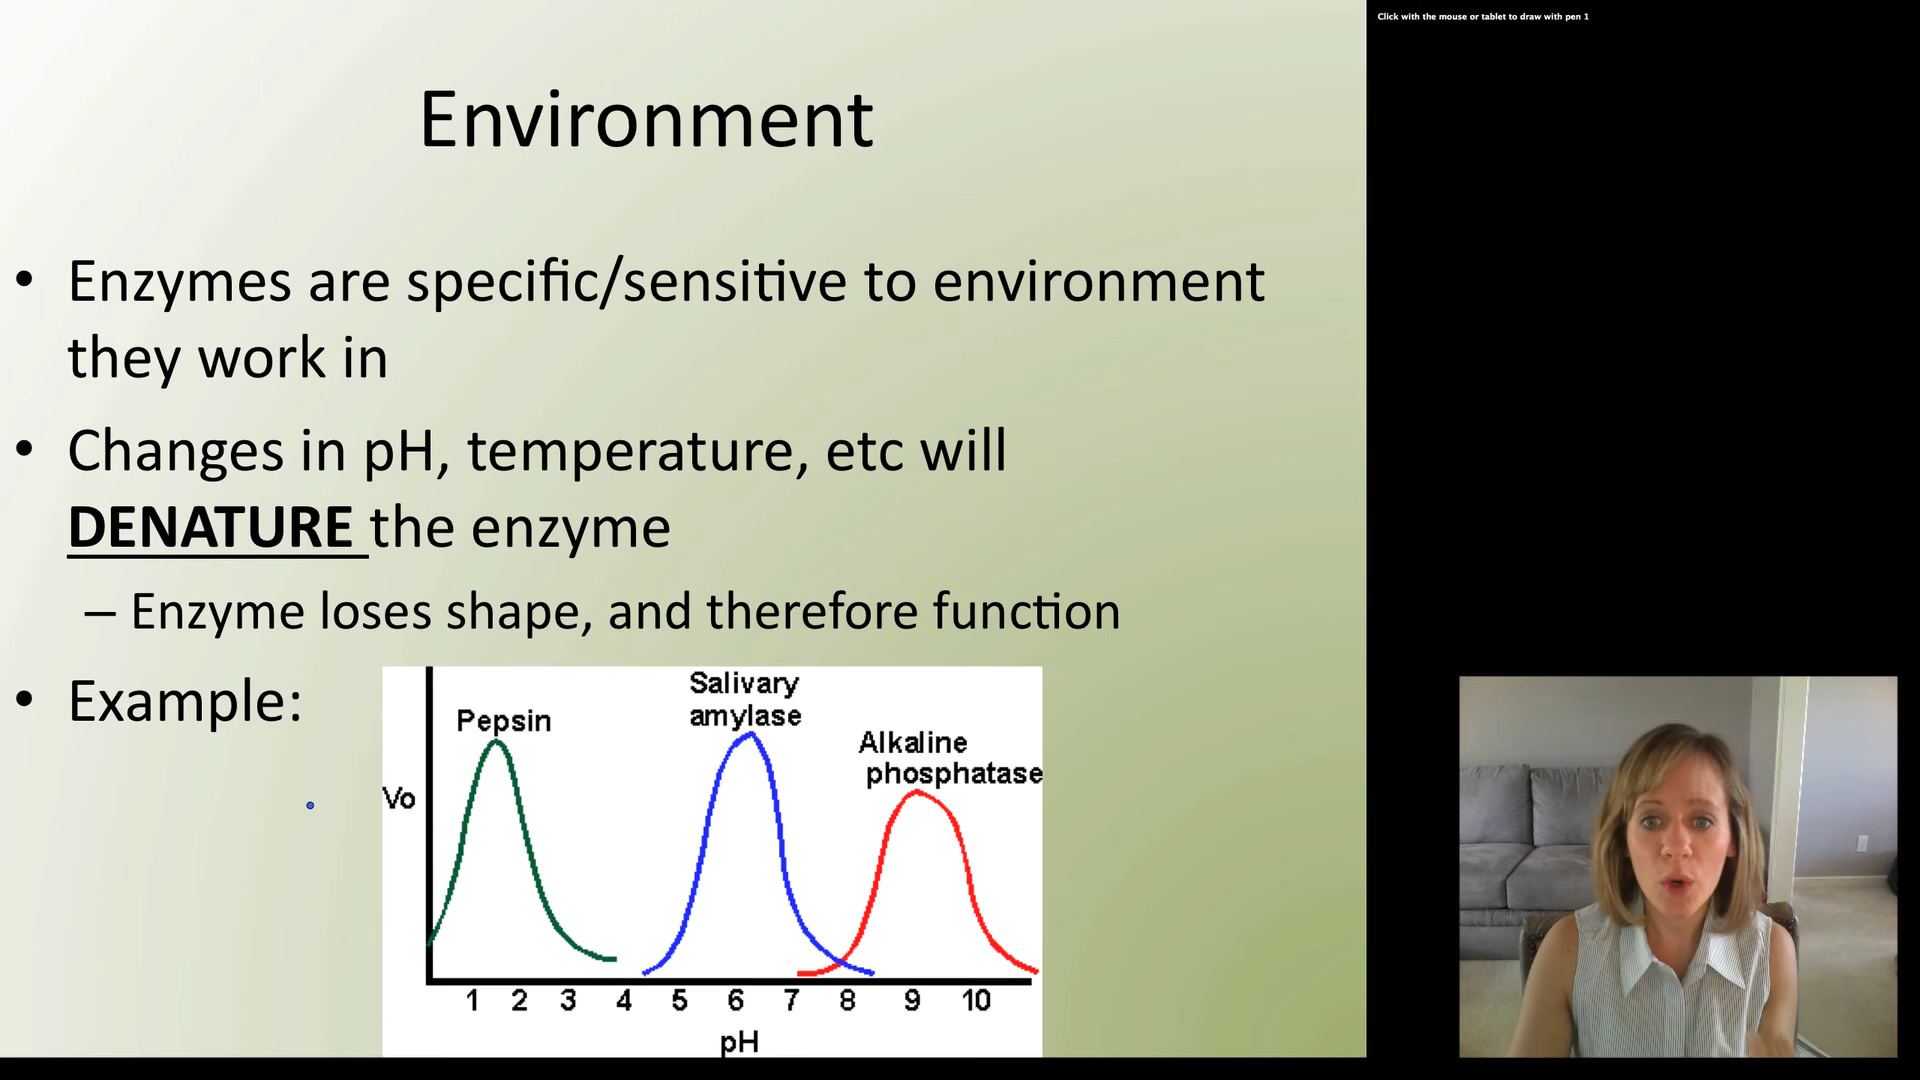 Click with the mouse or tablet to draw with pen 1
Environment
• Enzymes are specific/sensitive to environment
they work in
• Changes in pH, temperature, etc will
DENATURE the enzyme
– Enzyme loses shape, and therefore function
• Example:
Salivary
amylase
Pepsin
Alkaline
phosphatase
Vo
1 2 3 4 5 6 7 8 9 10
pH